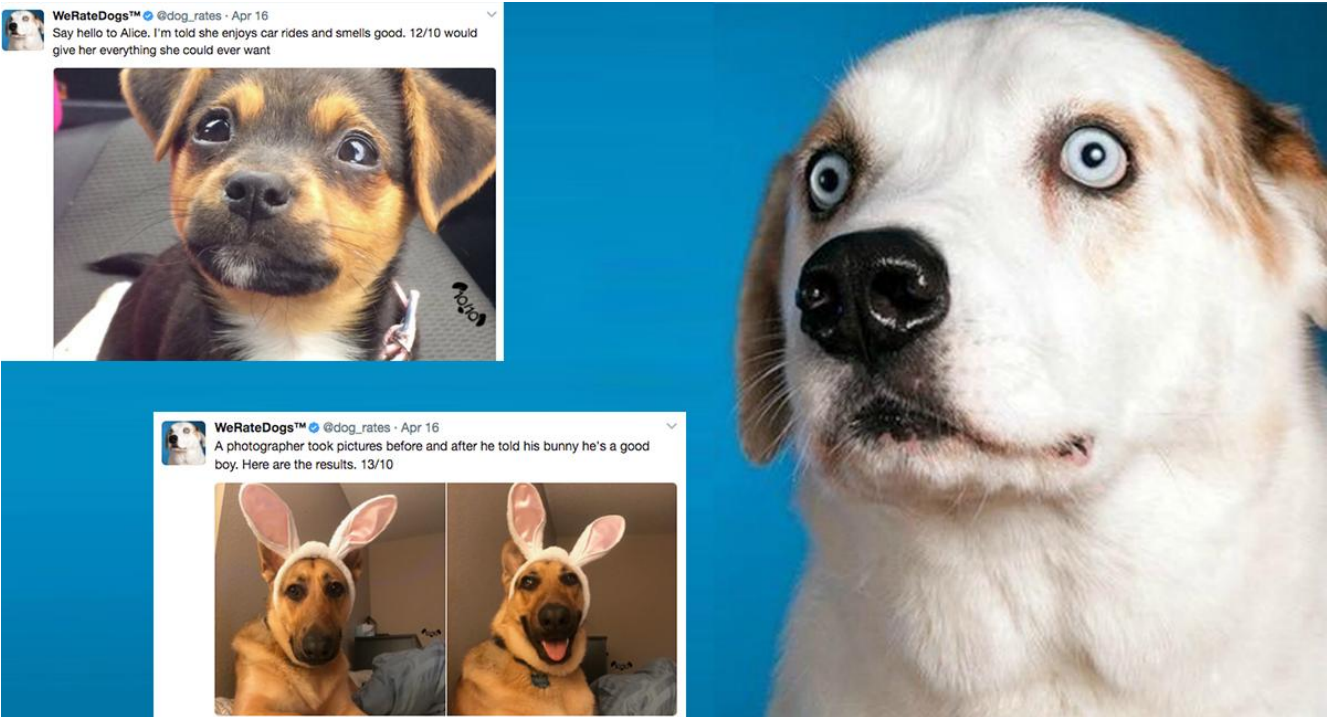 WeRateDogs™ @dog_rates · Apr 16
Say hello to Alice. I'm told she enjoys car rides and smells good. 12/10 would
give her everything she could ever want
10/10
WeRateDogs™ @dog_rates · Apr 16
A photographer took pictures before and after he told his bunny he's a good
boy. Here are the results. 13/10